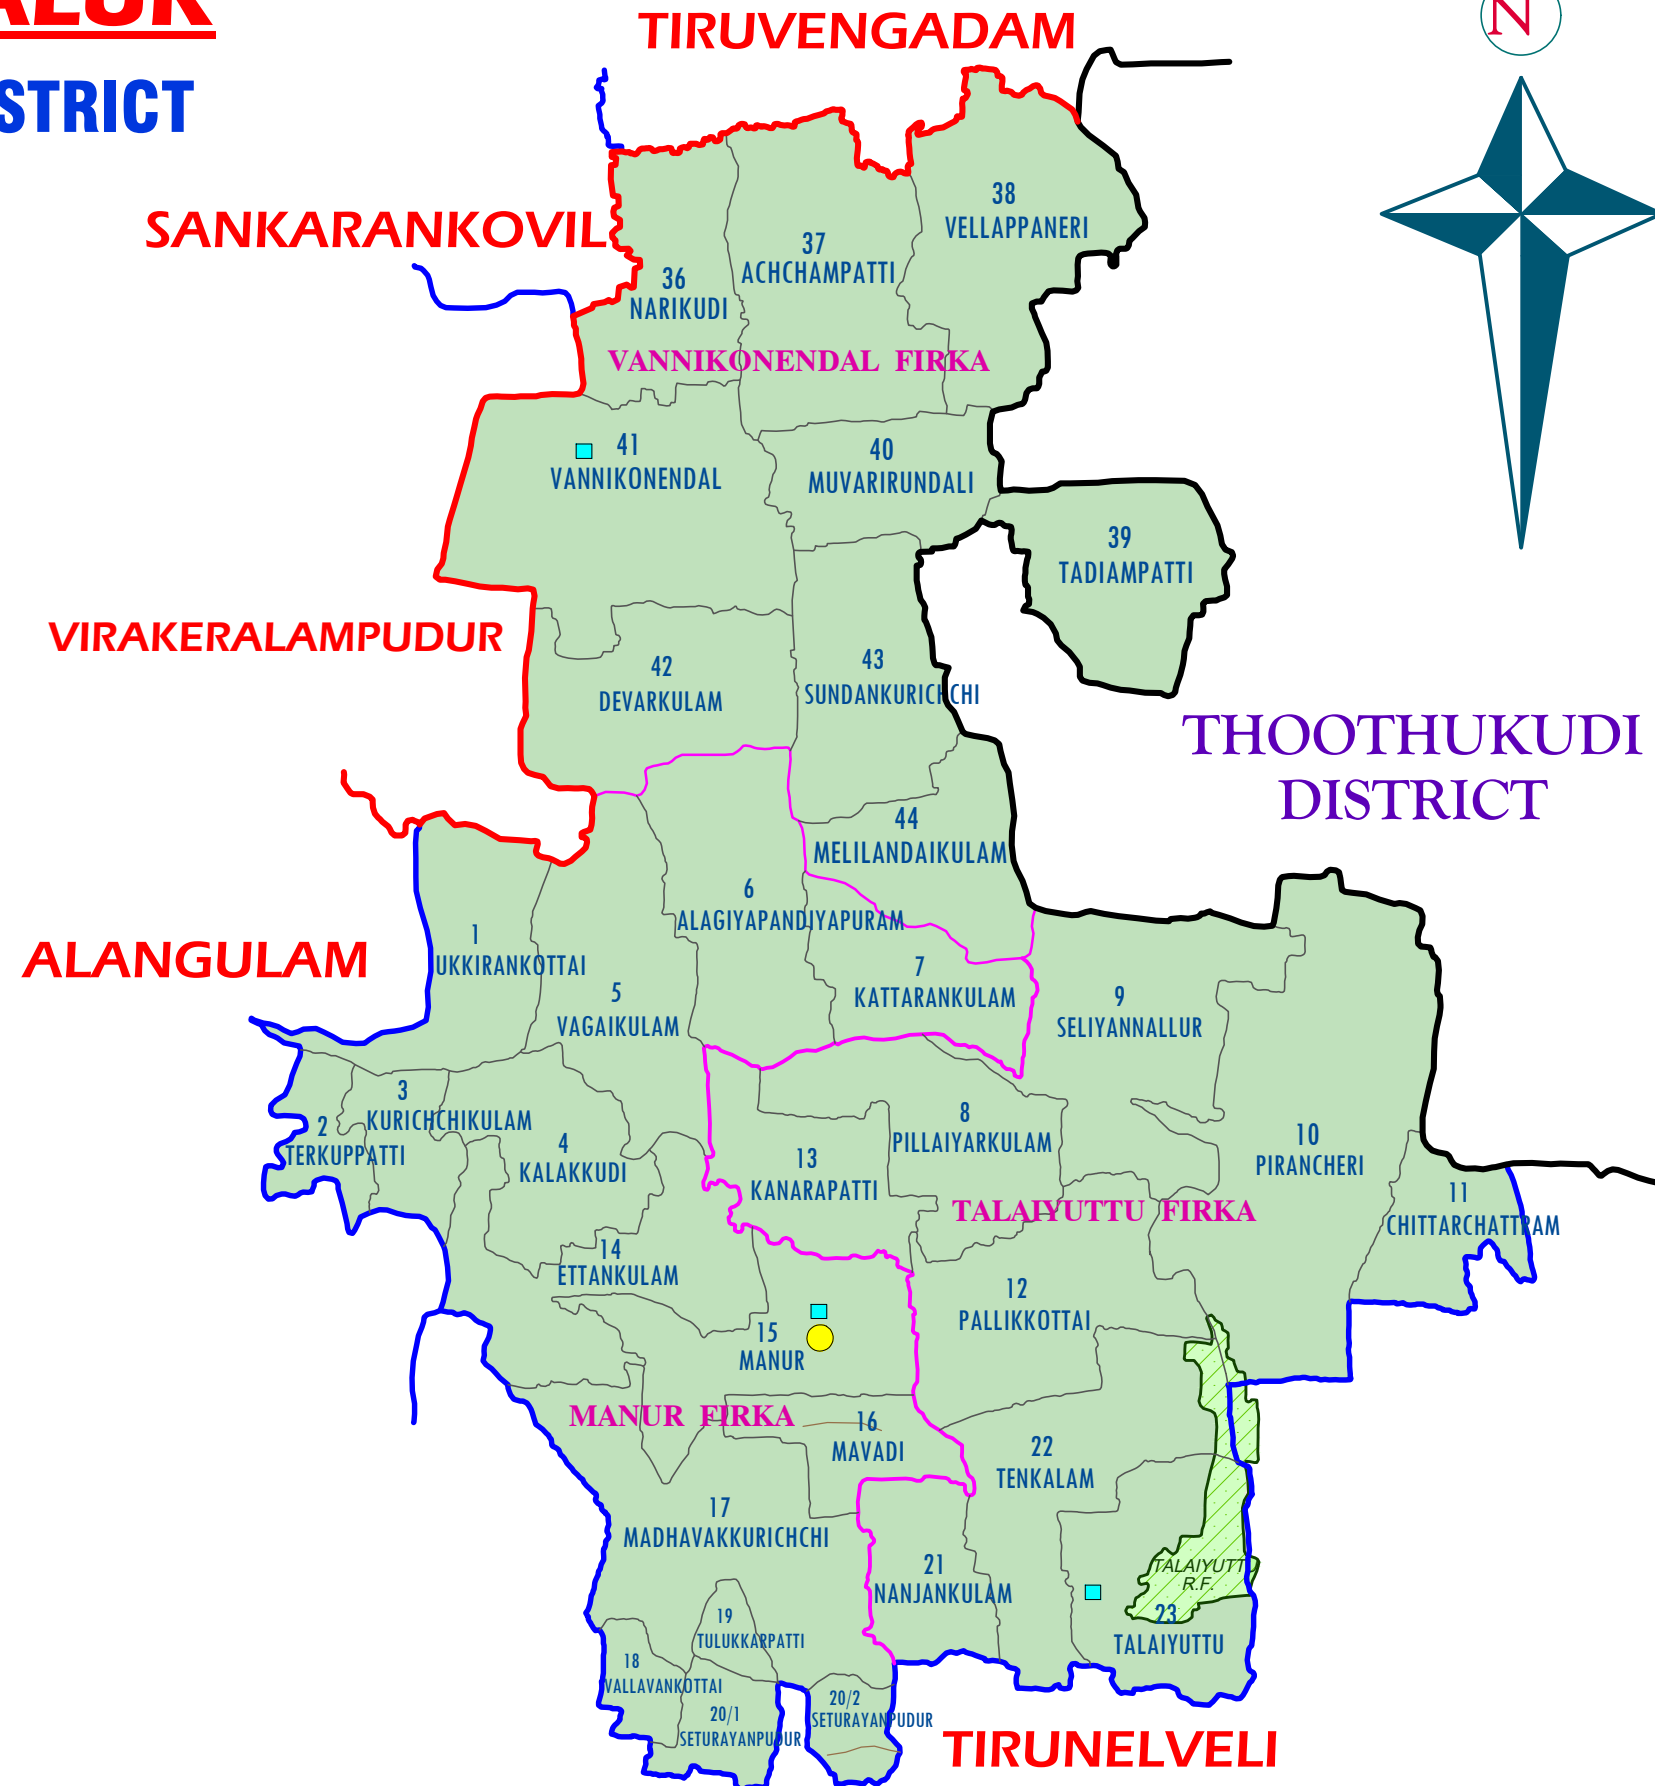 TIRUVENGADAM
N
STRICT
38
VELLAPPANERI
SANKARANKOVIL
37
ACHCHAMPATTI
36
NARIKUDI
VANNIKONENDAL FIRKA
41
VANNIKONENDAL
40
MUVARIRUNDALI
39
TADIAMPATTI
VIRAKERALAMPUDUR
42
DEVARKULAM
43
SUNDANKURICHCHI
THOOTHUKUDI
DISTRICT
44
MELILANDAIKULAM
6
ALAGIYAPANDIYAPURAM
1
UKKIRANKOTTAI
ALANGULAM
7
KATTARANKULAM
5
VAGAIKULAM
9
SELIYANNALLUR
3
KURICHCHIKULAM
2
TERKUPPATTI
4
KALAKKUDI
8
PILLAIYARKULAM
10
PIRANCHERI
13
KANARAPATTI
TALAIYUTTU FIRKA
11
CHITTARCHATTRAM
14
ETTANKULAM
12
PALLIKKOTTAI
15
MANUR
MANUR FIRKA
16
MAVADI
22
TENKALAM
17
MADHAVAKKURICHCHI
21
NANJANKULAM
TALAIYUTTU
R.F.
23
TALAIYUTTU
19
TULUKKARPATTI
18
VALLAVANKOTTAI
20/1
SETURAYANPUDUR
20/2
SETURAYANPUDUR
TIRUNELVELI